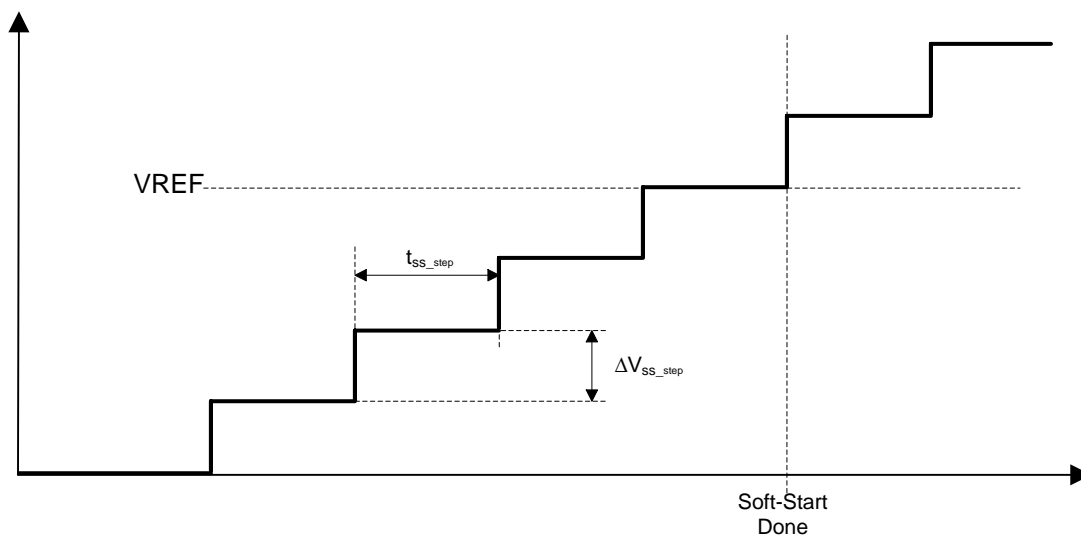 VREF
tss_step
ΔVss_step
Soft-Start
Done